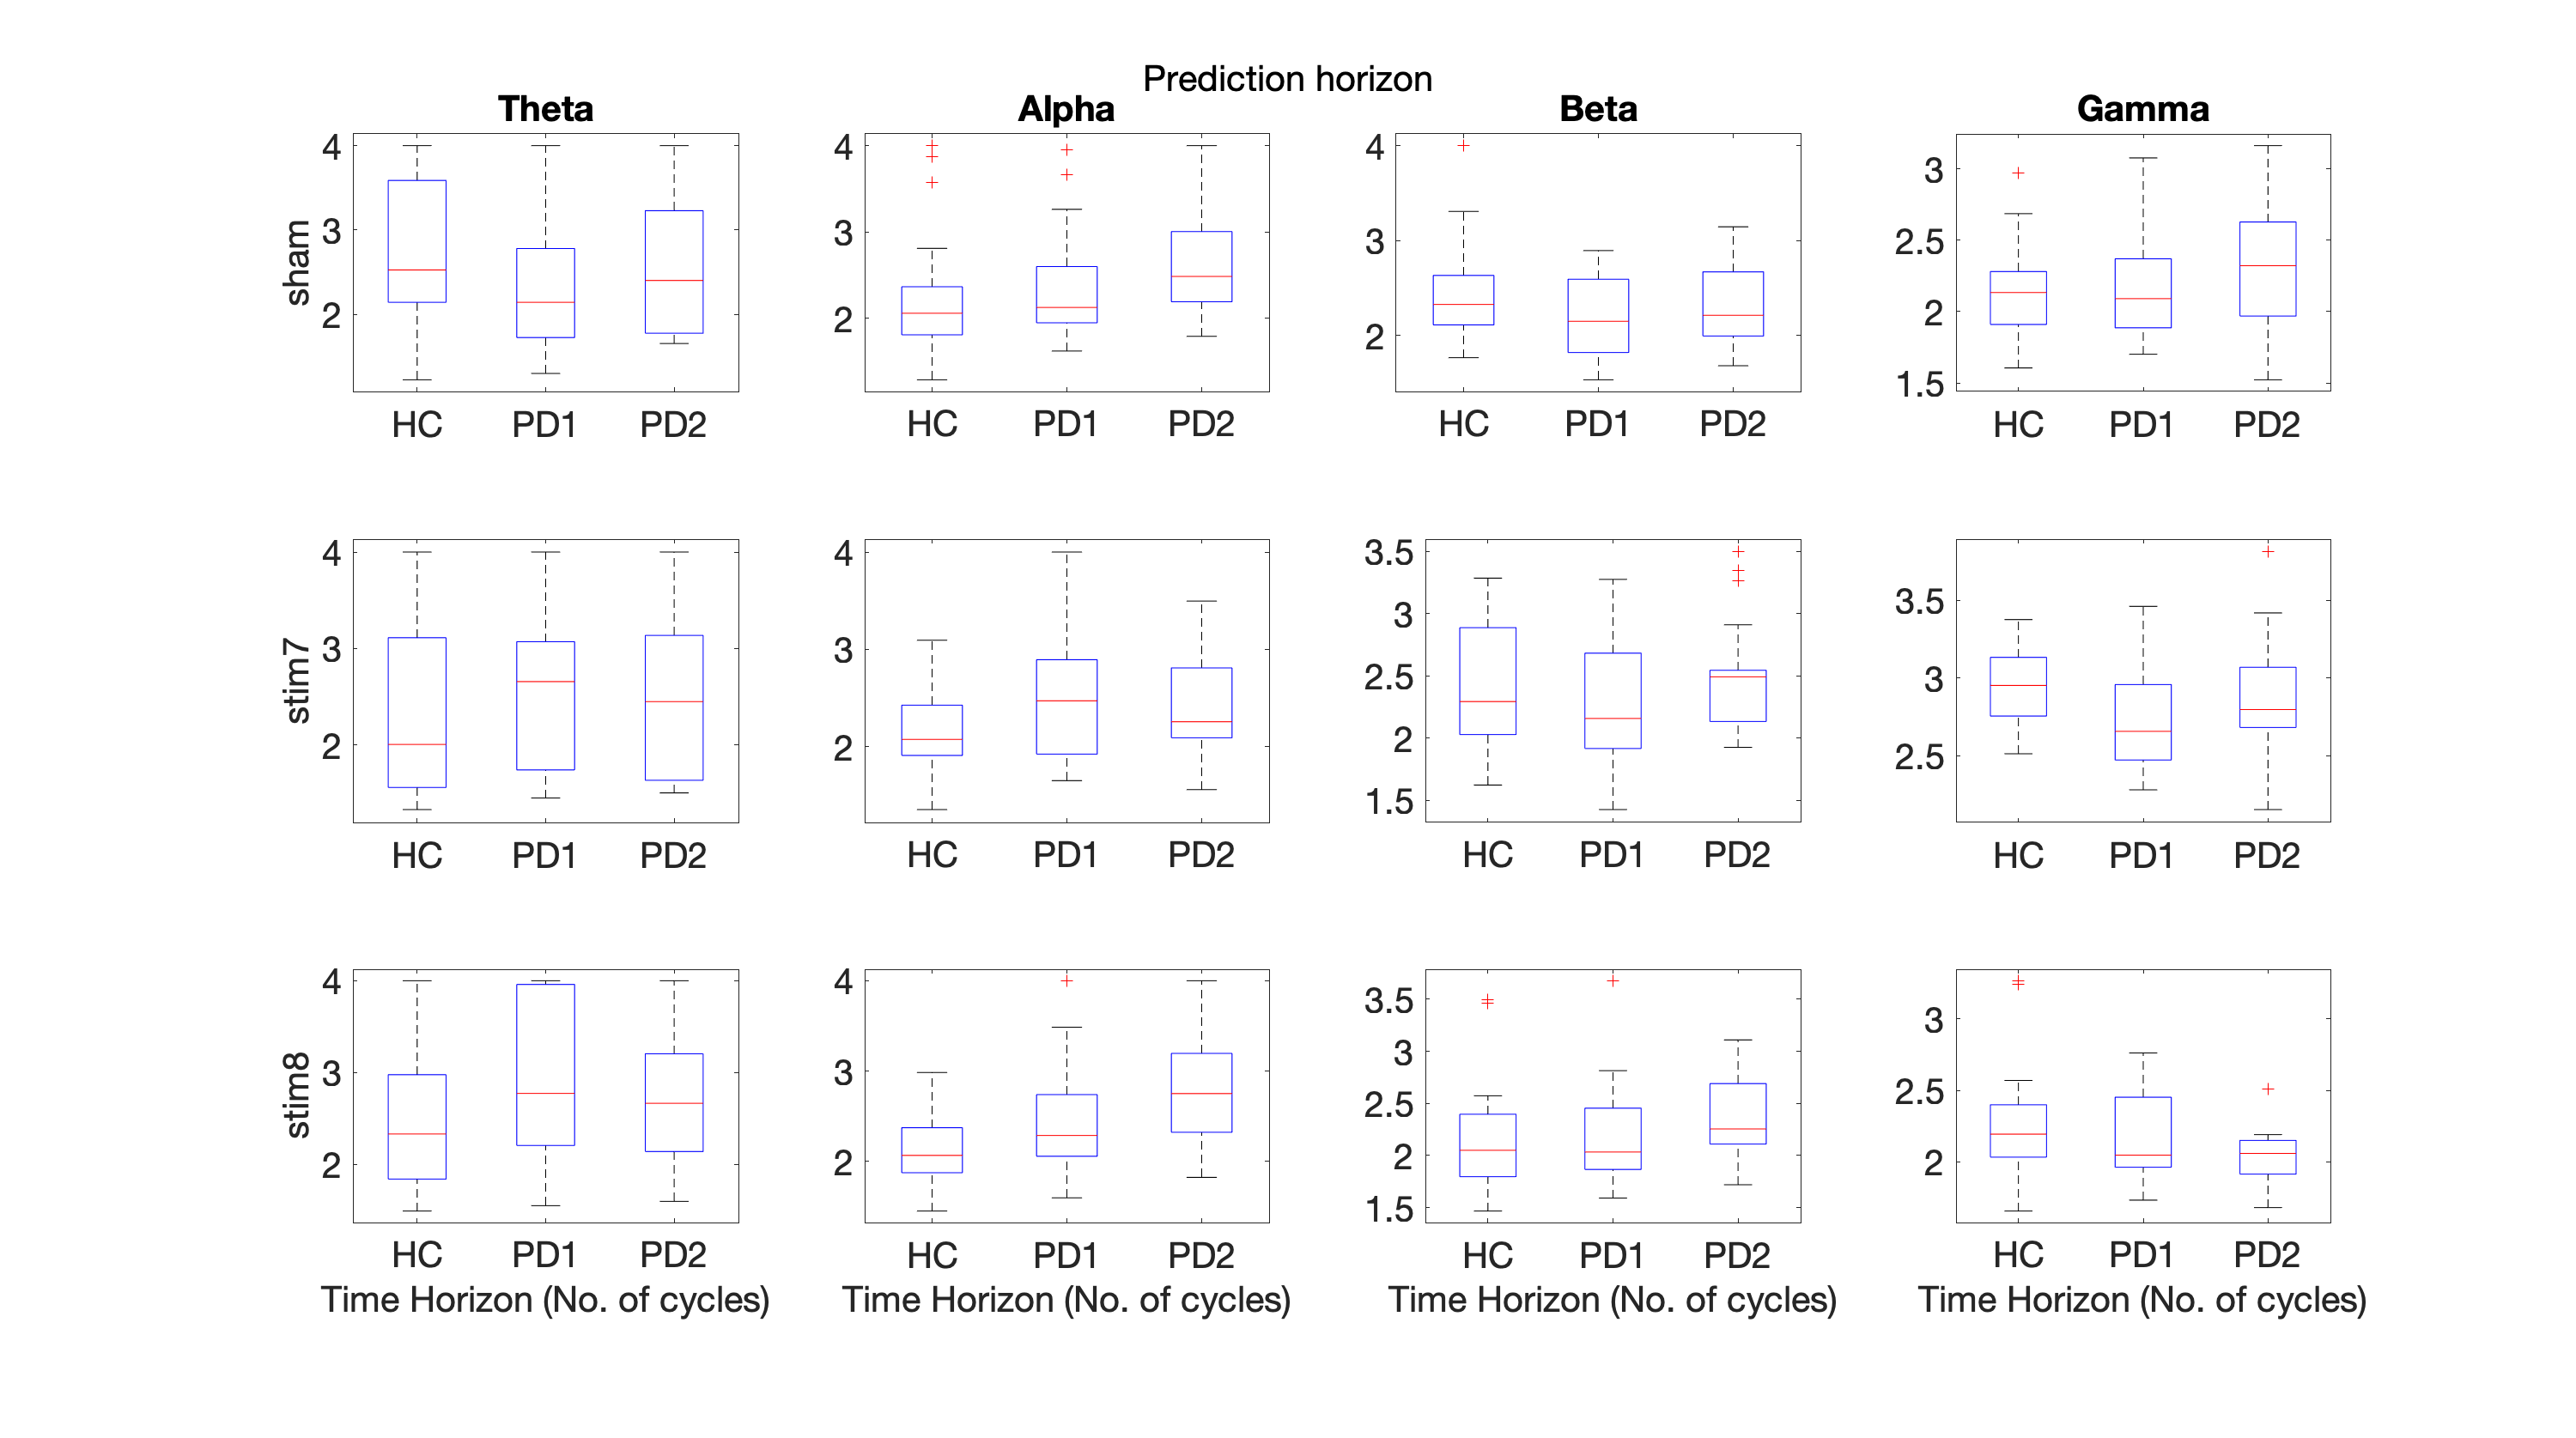 Prediction horizon
Theta Alpha Beta Gamma
sham
4 3 2
4 3 2
4 3 2
3 2.5 2 1.5
HC PD1 PD2 HC PD1 PD2 HC PD1 PD2 HC PD1 PD2
stim7
4 3 2
4 3 2
3.5 3 2.5 2 1.5
3.5 3 2.5
HC PD1 PD2 HC PD1 PD2 HC PD1 PD2 HC PD1 PD2
stim8
4 3 2
4 3 2
3.5 3 2.5 2 1.5
3 2.5 2
HC PD1 PD2 HC PD1 PD2 HC PD1 PD2 HC PD1 PD2
Time Horizon (No. of cycles) Time Horizon (No. of cycles) Time Horizon (No. of cycles) Time Horizon (No. of cycles)